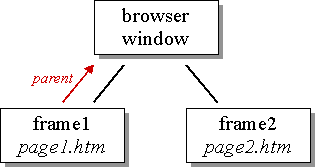 browser
window
parent
frame1
page1.htm
frame2
page2.htm